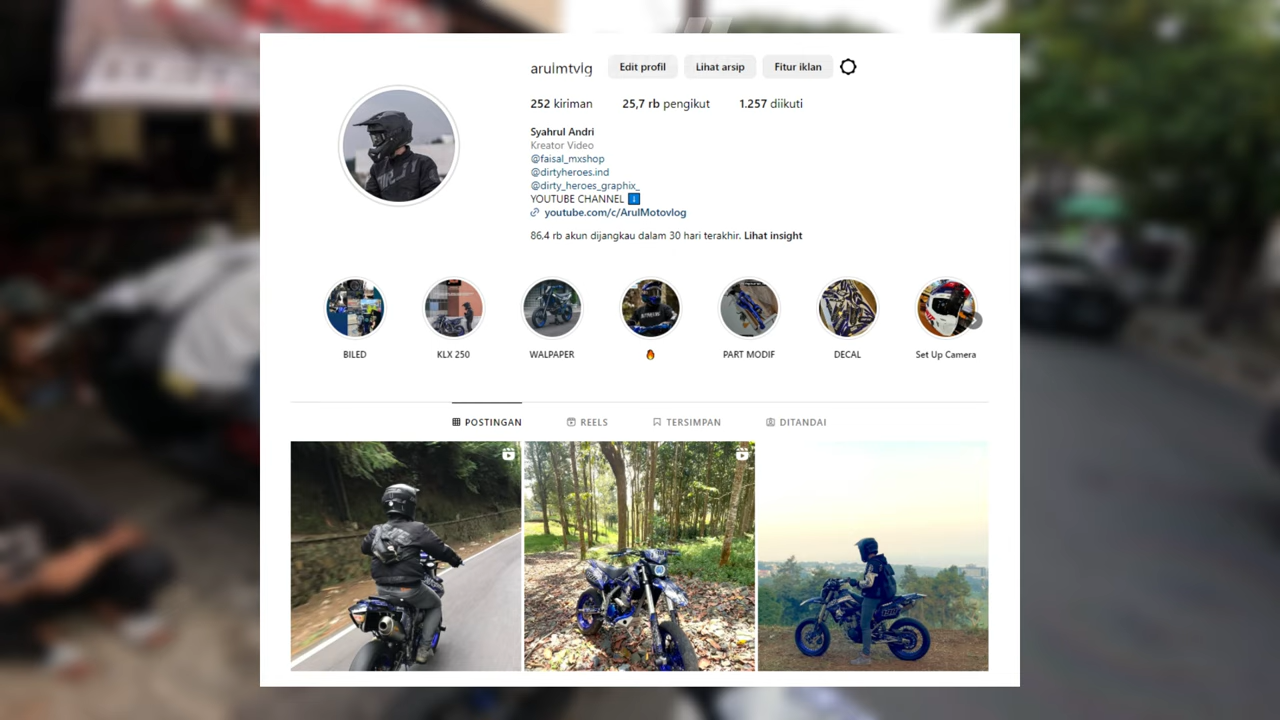 arulmtvlg Edit profil Lihat arsip Fitur iklan
252 kiriman 25,7 rb pengikut 1.257 diikuti
Syahrul Andri
Kreator Video
@faisal_mxshop
@dirtyheroes.ind
@dirty_heroes_graphix_
YOUTUBE CHANNEL
youtube.com/c/ArulMotovlog
86,4 rb akun dijangkau dalam 30 hari terakhir. Lihat insight
BILED KLX 250 WALPAPER PART MODIF DECAL Set Up Camera
POSTINGAN REELS TERSIMPAN DITANDAI